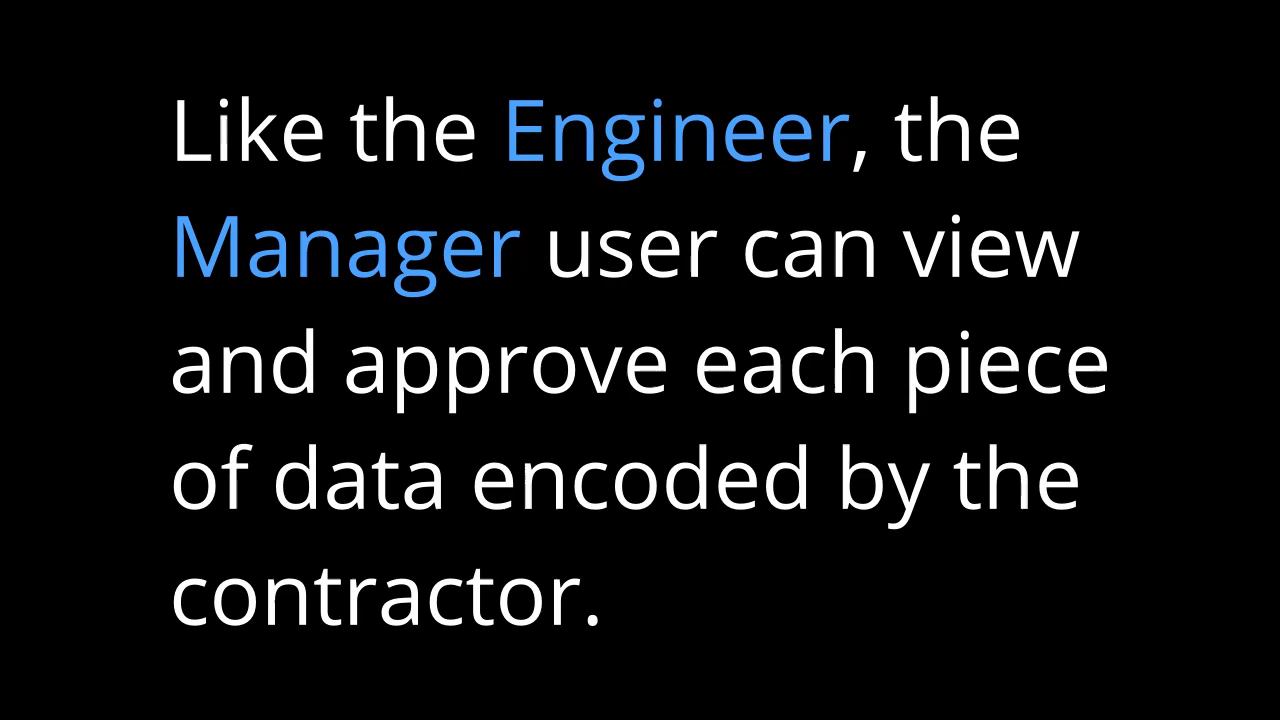 Like the Engineer, the
Manager user can view
and approve each piece
of data encoded by the
contractor.